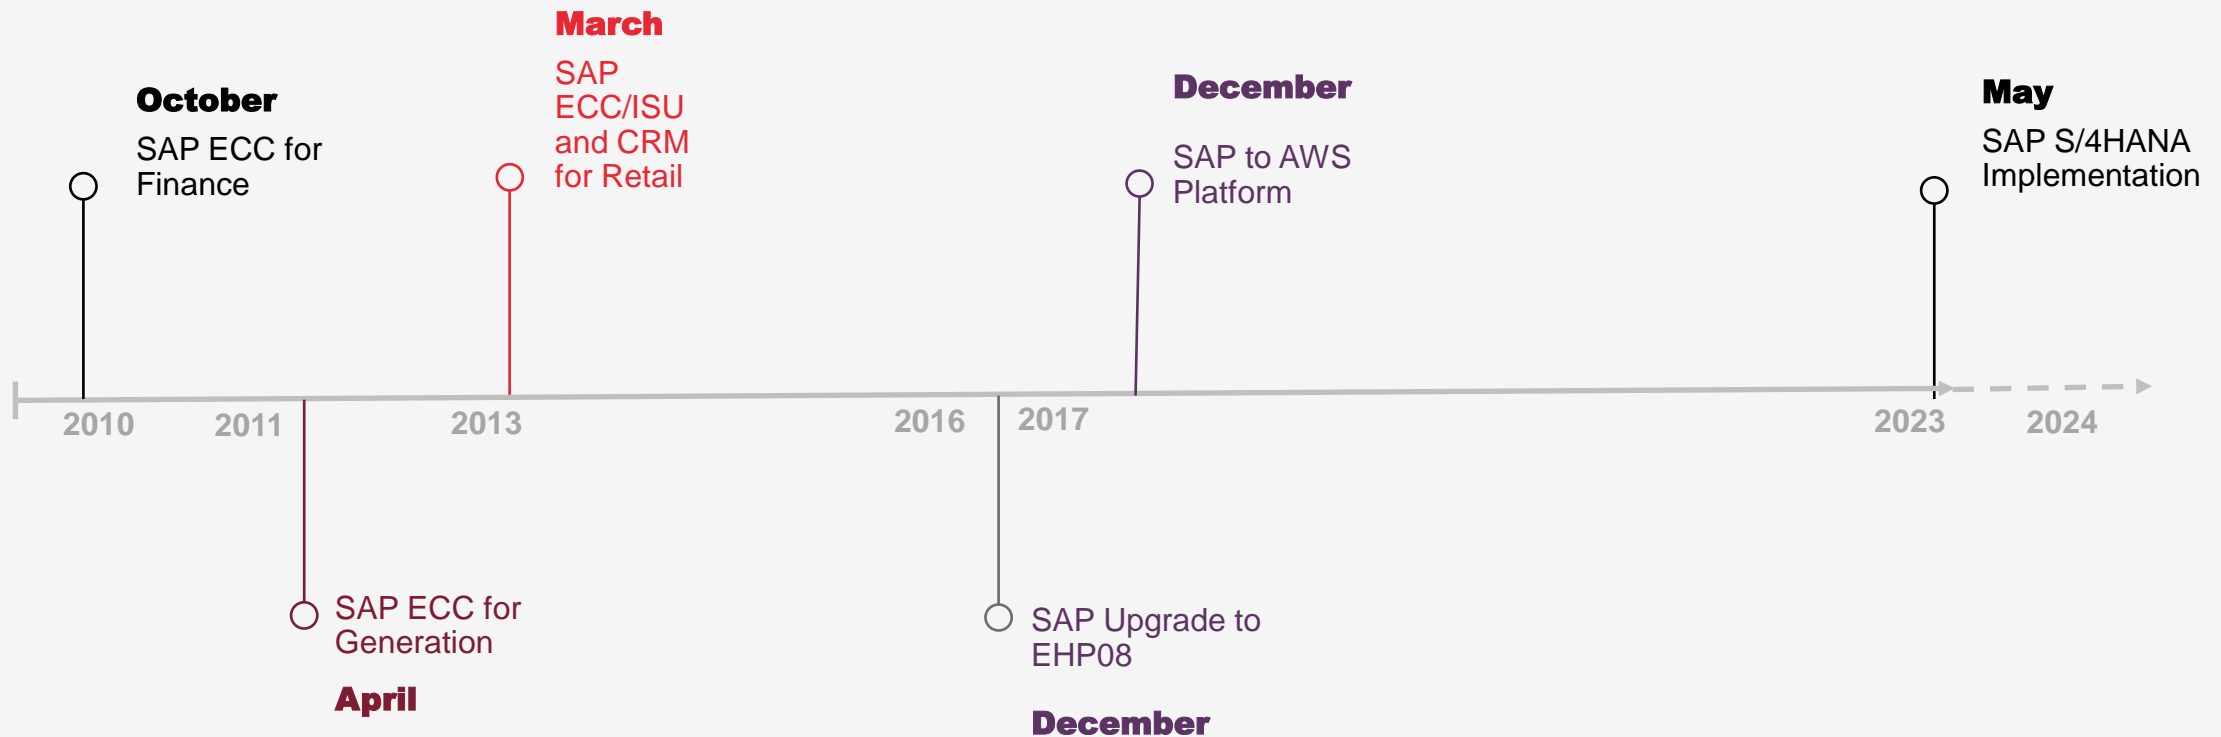 October
SAP ECC for
Finance
March
SAP
ECC/ISU
and CRM
for Retail
December
SAP to AWS
Platform
May
SAP S/4HANA
Implementation
2010
2011
2013
2016
2017
2023
2024
SAP ECC for
Generation
April
SAP Upgrade to
EHP08
December